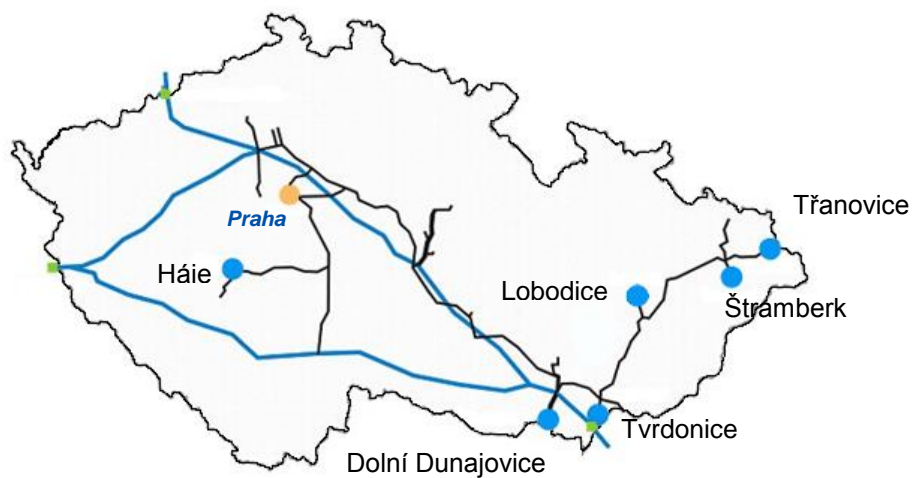 Třanovice
Praha
Háie
Lobodice
Štramberk
Tvrdonice
Dolní Dunajovice